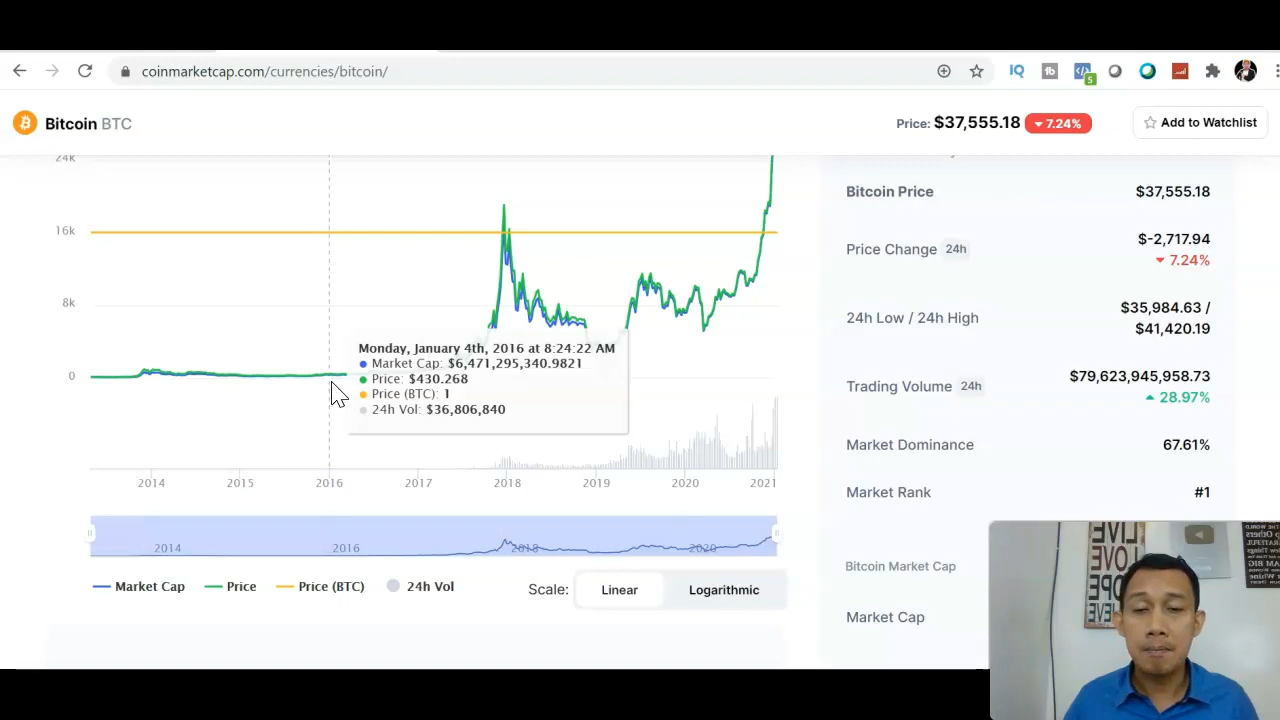 coinmarketcap.com/currencies/bitcoin/
5
Bitcoin BTC
Price: $37,555.18 7.24%
Add to Watchlist
24k
16k
8k
0
Monday, January 4th, 2016 at 8:24:22 AM
Market Cap: $6,471,295,340.9821
Price: $430.268
Price (BTC): 1
24h Vol: $36,806,840
2014 2015 2016 2017 2018 2019 2020 2021
2014 2016 2018 2020
Market Cap Price Price (BTC) 24h Vol
Scale: Linear Logarithmic
Bitcoin Price $37,555.18
Price Change 24h $-2,717.94
7.24%
24h Low / 24h High $35,984.63 /
$41,420.19
Trading Volume 24h $79,623,945,958.73
28.97%
Market Dominance 67.61%
Market Rank #1
Bitcoin Market Cap
Market Cap
LIVE
LOVE